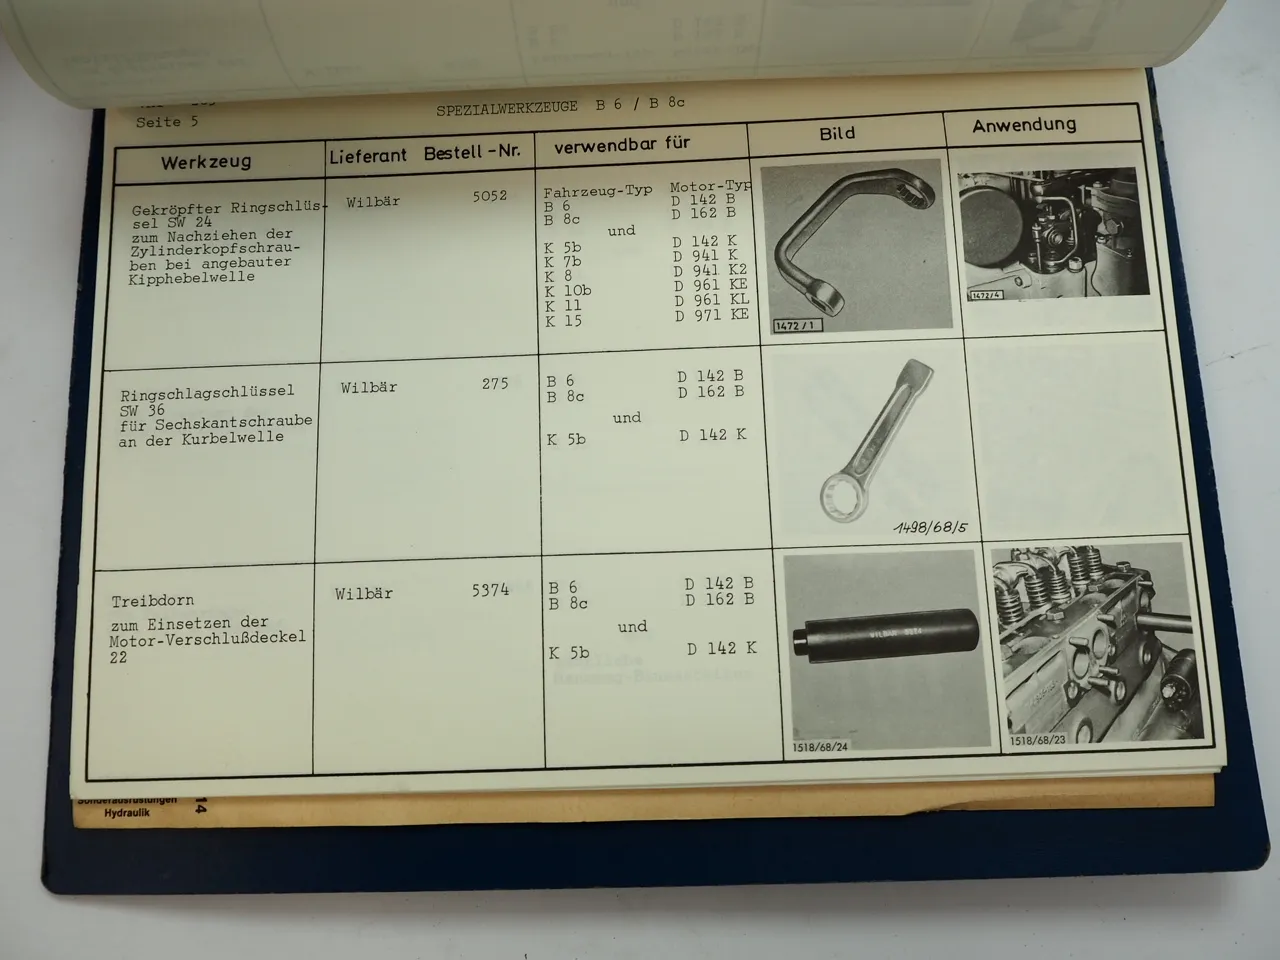 Seite 5
SPEZIALWERKZEUGE B 6 / B 8c
Werkzeug
Lieferant Bestell-Nr.
verwendbar für
Bild
Anwendung
Gekröpfter Ringschlüs-
sel SW 24
zum Nachziehen der
Zylinderkopfschrau-
ben bei angebauter
Kipphebelwelle
Wilbär 5052
Fahrzeug-Typ Motor-Typ
B 6 D 142 B
B 8c D 162 B
und
K 5b D 142 K
K 7b D 941 K
K 8 D 941 K2
K 10b D 961 KE
K 11 D 961 KL
K 15 D 971 KE
1472/1
1472/4
Ringschlagschlüssel
SW 36
für Sechskantschraube
an der Kurbelwelle
Wilbär 275
B 6 D 142 B
B 8c D 162 B
und
K 5b D 142 K
1498/68/5
Treibdorn
zum Einsetzen der
Motor-Verschlußdeckel
22
Wilbär 5374
B 6 D 142 B
B 8c D 162 B
und
K 5b D 142 K
WILBÄR 5374
1518/68/24
1518/68/23
Sonderausrüstungen
Hydraulik
14